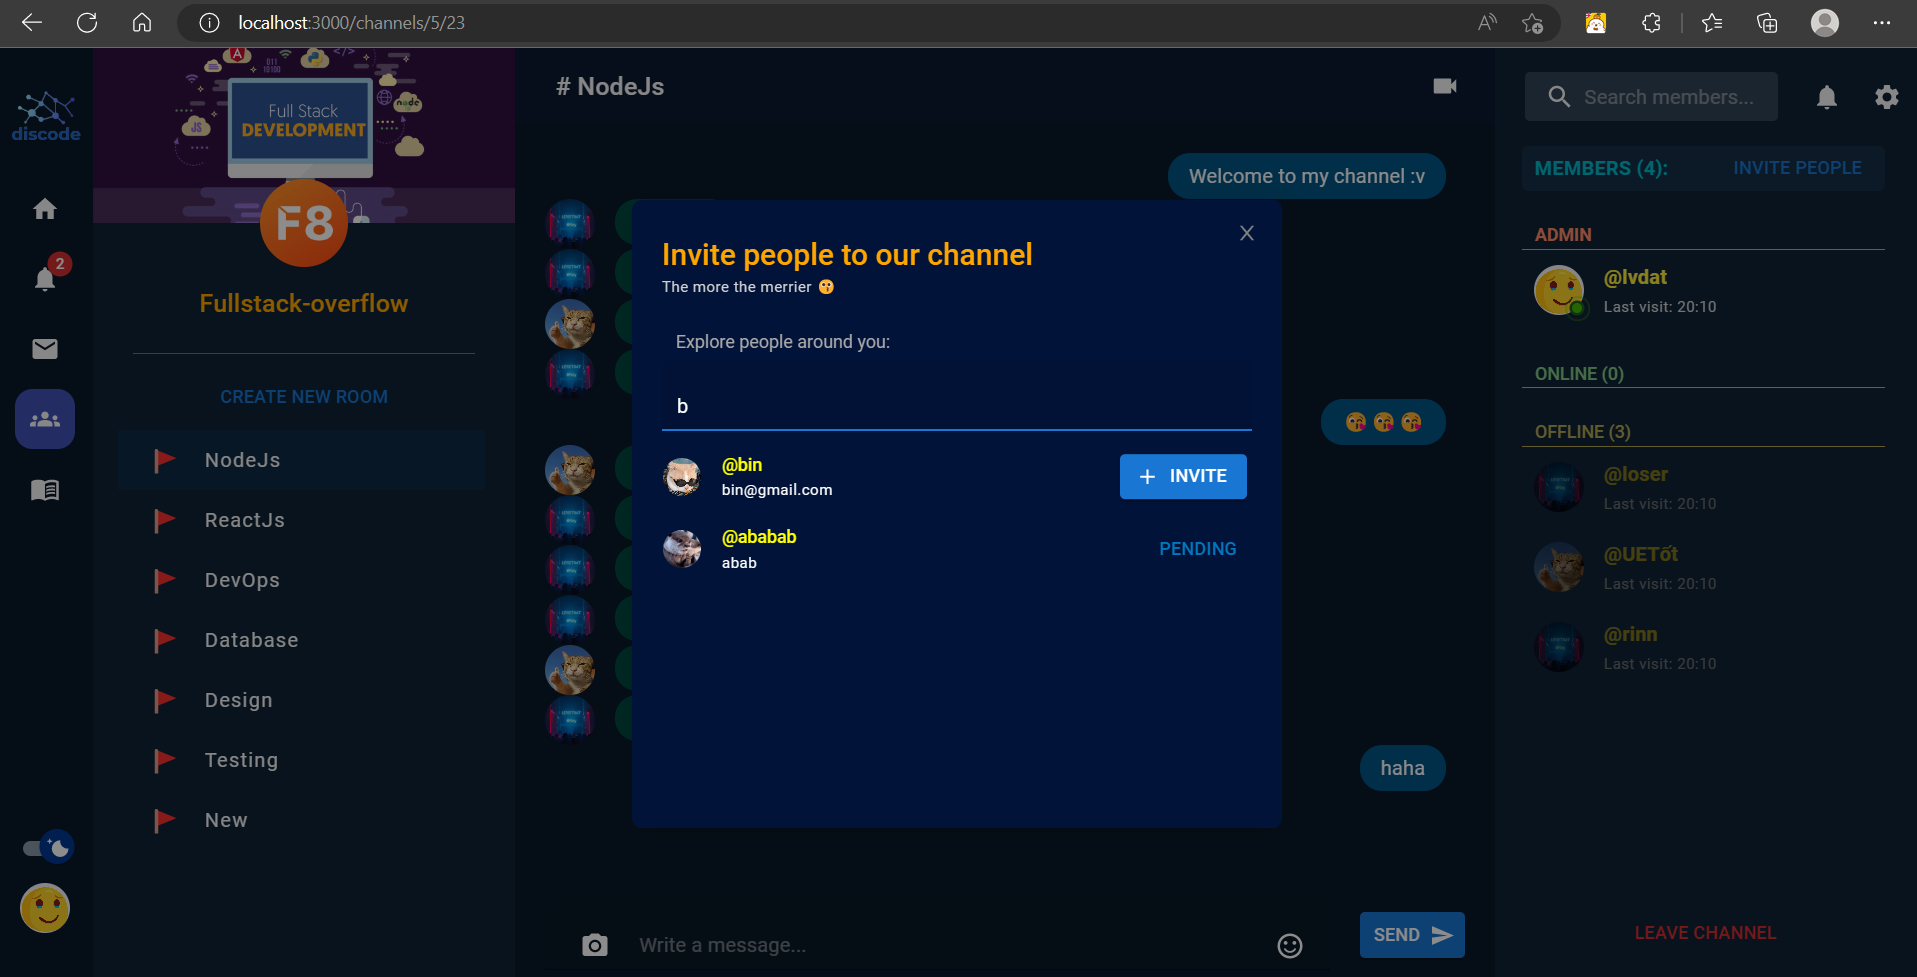 localhost:3000/channels/5/23
discode
2
Full Stack
DEVELOPMENT
A
011
10100
</>
node
JS
F8
Fullstack-overflow
CREATE NEW ROOM
NodeJs
ReactJs
DevOps
Database
Design
Testing
New
# NodeJs
Welcome to my channel :v
Invite people to our channel
The more the merrier
Explore people around you:
b
@bin
bin@gmail.com
+ INVITE
@ababab
abab
PENDING
haha
Write a message...
SEND
Search members...
MEMBERS (4):
INVITE PEOPLE
ADMIN
@lvdat
Last visit: 20:10
ONLINE (0)
OFFLINE (3)
@loser
Last visit: 20:10
@UETốt
Last visit: 20:10
@rinn
Last visit: 20:10
LEAVE CHANNEL